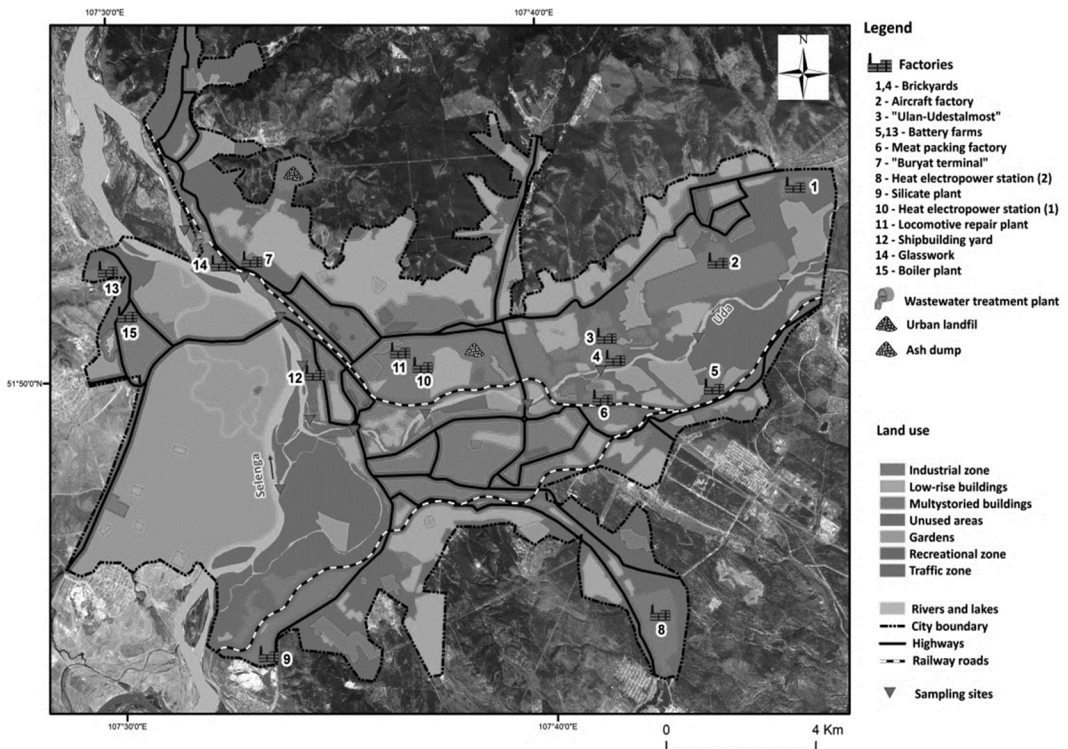 107°30'0"E
107°40'0"E
N
51°50'0"N
1
2
3
4
5
6
7
8
9
10
11
12
13
14
15
Uda
Selenga
107°30'0"E
107°40'0"E
0
4 Km
Legend
Factories
1,4 - Brickyards
2 - Aircraft factory
3 - "Ulan-Udestalmost"
5,13 - Battery farms
6 - Meat packing factory
7 - "Buryat terminal"
8 - Heat electropower station (2)
9 - Silicate plant
10 - Heat electropower station (1)
11 - Locomotive repair plant
12 - Shipbuilding yard
14 - Glasswork
15 - Boiler plant
Wastewater treatment plant
Urban landfil
Ash dump
Land use
Industrial zone
Low-rise buildings
Multystoried buildings
Unused areas
Gardens
Recreational zone
Traffic zone
Rivers and lakes
City boundary
Highways
Railway roads
Sampling sites